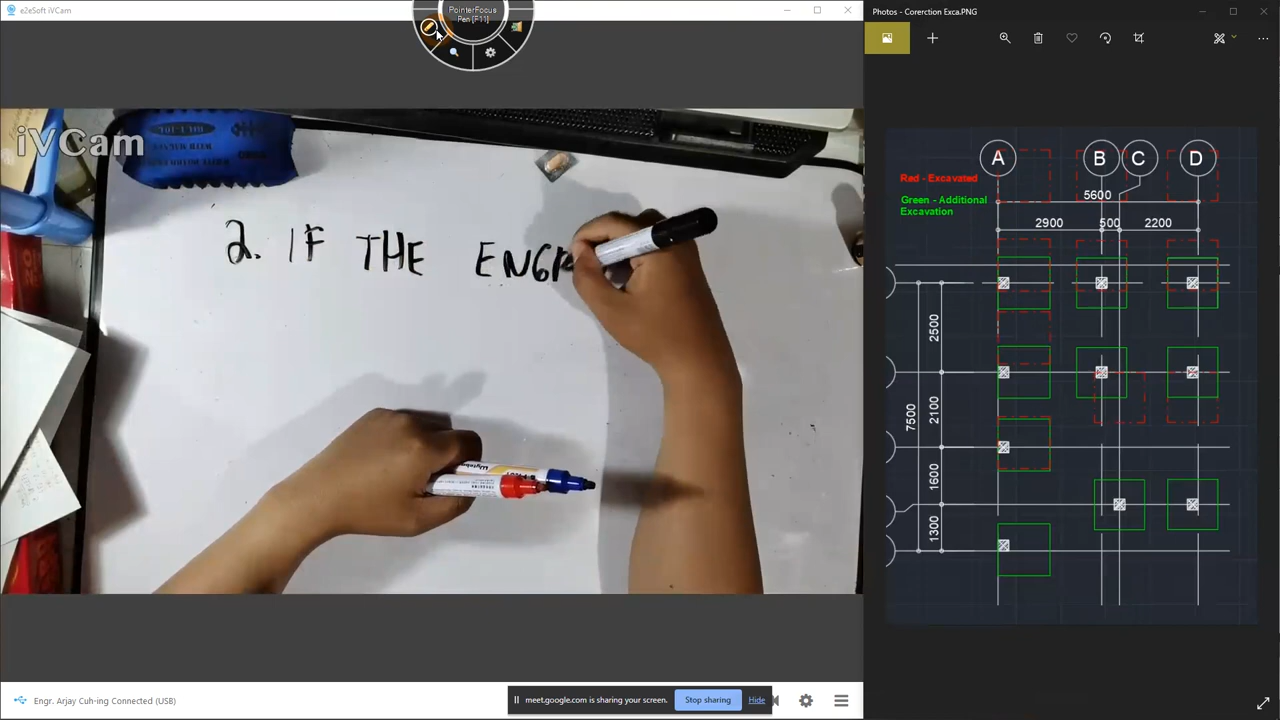 e2eSoft iVCam
PointerFocus
Pen [F11]
Photos - Corerction Exca.PNG
iVCam
2. IF THE ENGR
A
B
C
D
Red - Excavated
5600
Green - Additional
Excavation
2900
500
2200
2500
2100
7500
1600
1300
Engr. Arjay Cuh-ing Connected (USB)
meet.google.com is sharing your screen.
Stop sharing
Hide